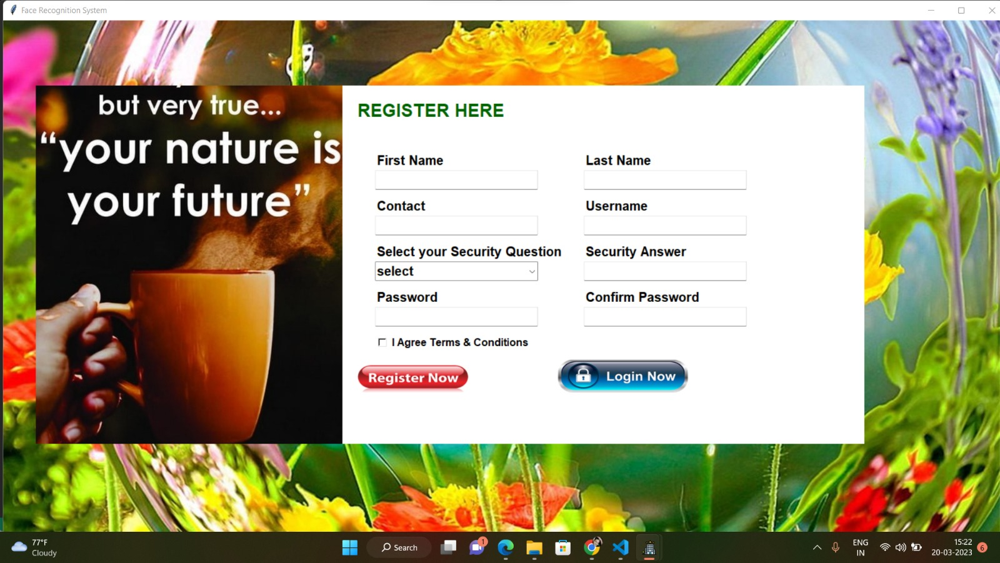 Face Recognition System
but very true...
“your nature is
your future”
REGISTER HERE
First Name
Last Name
Contact
Username
Select your Security Question
Security Answer
select
Password
Confirm Password
I Agree Terms & Conditions
Register Now
Login Now
77°F
Cloudy
Search
1
ENG
IN
15:22
20-03-2023
6